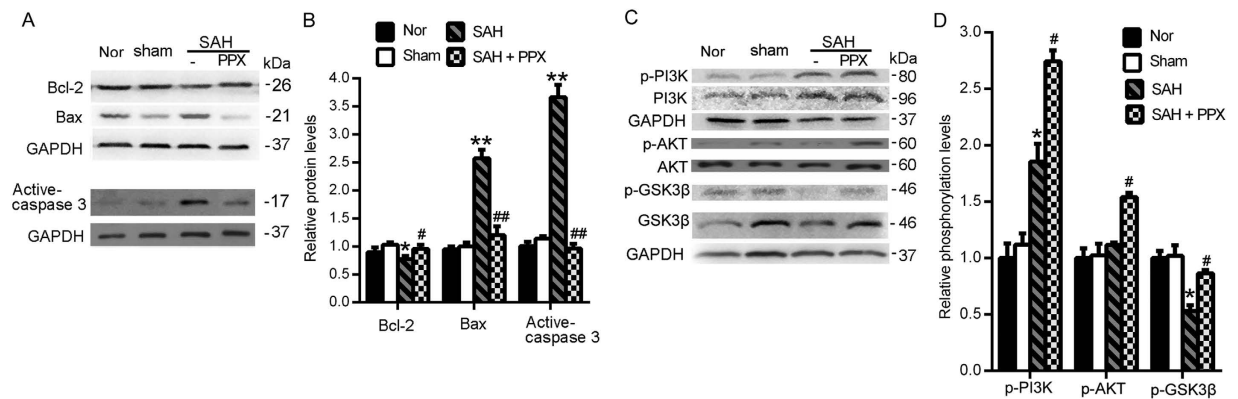 A
Nor sham SAH
- PPX kDa
Bcl-2 -26
Bax -21
GAPDH -37
Active-
caspase 3 -17
GAPDH -37
B
Nor SAH
Sham SAH + PPX
Relative protein levels
4.0
3.5
3.0
2.5
2.0
1.5
1.0
0.5
0.0
* #
** ##
** ##
Bcl-2 Bax Active-
caspase 3
C
Nor sham SAH
- PPX kDa
p-PI3K -80
PI3K -96
GAPDH -37
p-AKT -60
AKT -60
p-GSK3β -46
GSK3β -46
GAPDH -37
D
Nor
Sham
SAH
SAH + PPX
Relative phosphorylation levels
3.0
2.5
2.0
1.5
1.0
0.5
0.0
* #
#
* #
p-PI3K p-AKT p-GSK3β